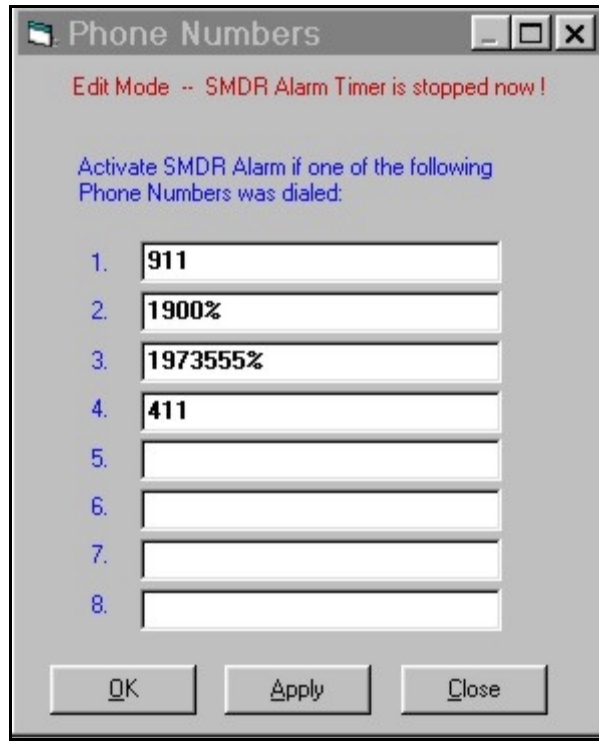 Phone Numbers
Edit Mode -- SMDR Alarm Timer is stopped now !
Activate SMDR Alarm if one of the following
Phone Numbers was dialed:
1. 911
2. 1900%
3. 1973555%
4. 411
5.
6.
7.
8.
OK Apply Close